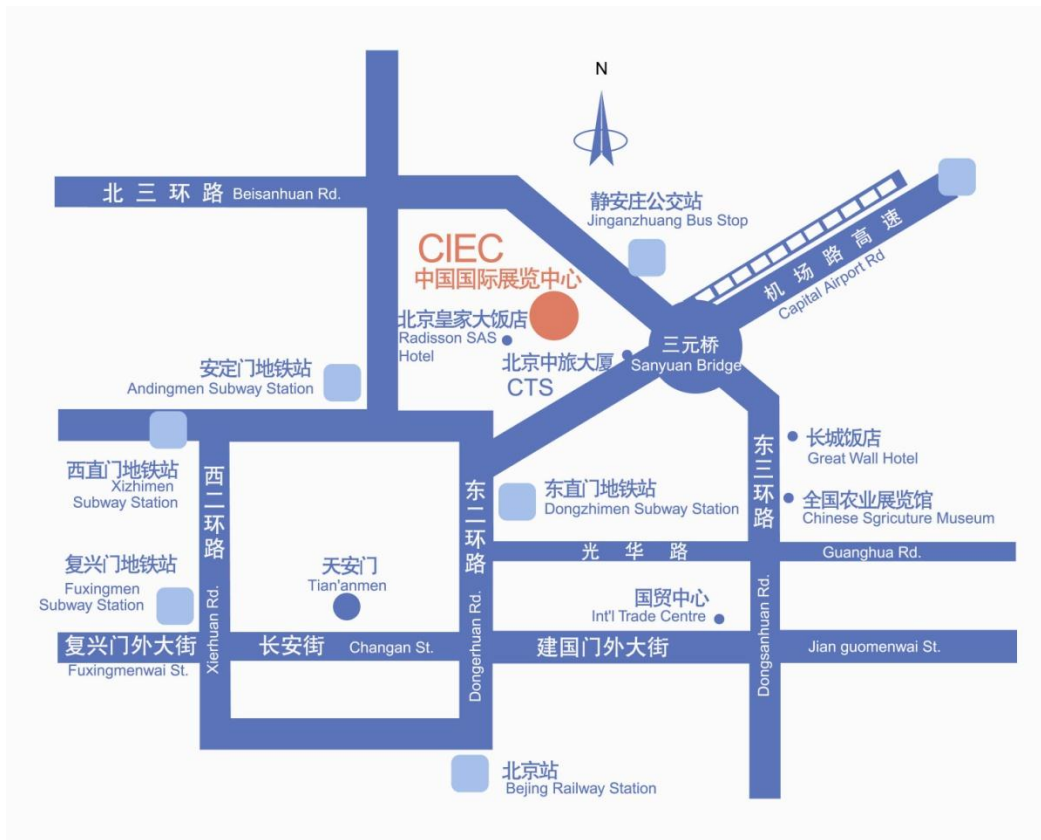 N
北三环路 Beisanhuan Rd.
静安庄公交站
Jinganzhuang Bus Stop
机场路高速
Capital Airport Rd
CIEC
中国国际展览中心
北京皇家大饭店
Radisson SAS
Hotel
北京中旅大厦
CTS
三元桥
Sanyuan Bridge
安定门地铁站
Andingmen Subway Station
西直门地铁站
Xizhimen
Subway Station
西二环路
Xierhuan Rd.
东二环路
Dongerhuan Rd.
东三环路
Dongsanhuan Rd.
长城饭店
Great Wall Hotel
全国农业展览馆
Chinese Sgricuture Museum
东直门地铁站
Dongzhimen Subway Station
光华路
Guanghua Rd.
复兴门地铁站
Fuxingmen
Subway Station
天安门
Tian'anmen
国贸中心
Int'l Trade Centre
复兴门外大街
Fuxingmenwai St.
长安街 Changan St.
建国门外大街
Jian guomenwai St.
北京站
Bejing Railway Station